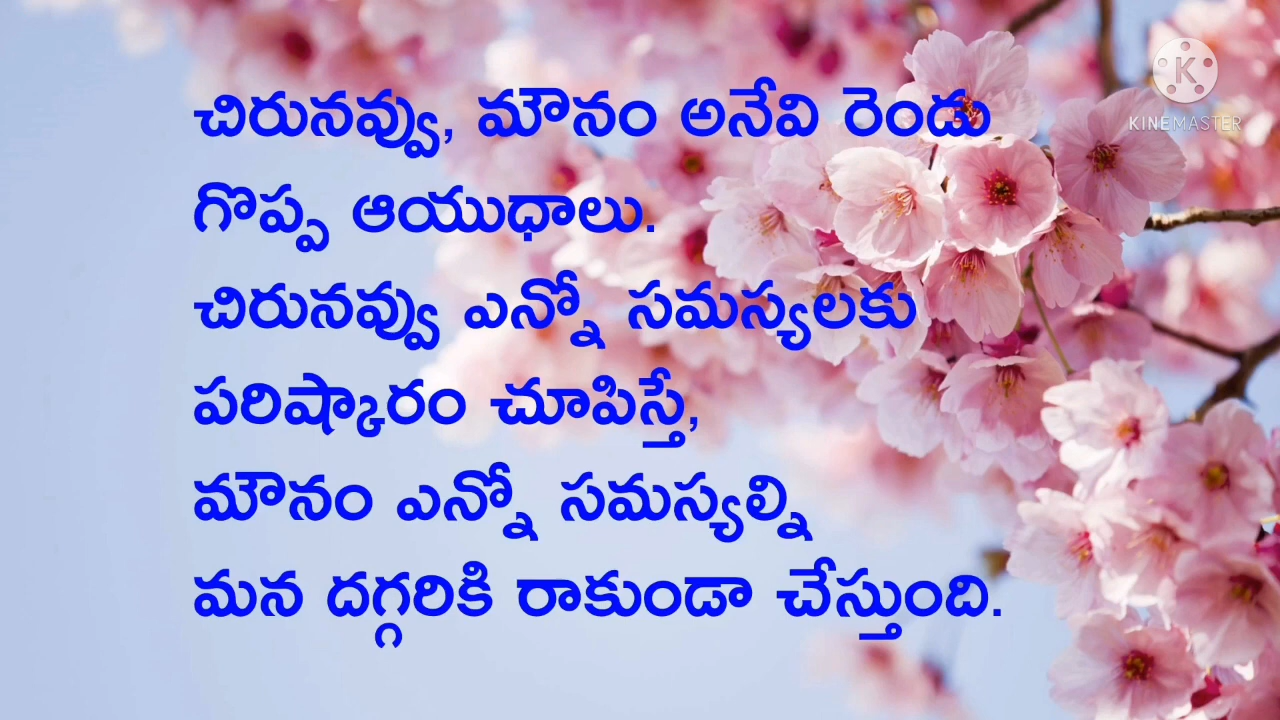 చిరునవ్వు, మౌనం అనేవి రెండు
గొప్ప ఆయుధాలు.
చిరునవ్వు ఎన్నో సమస్యలకు
పరిష్కారం చూపిస్తే,
మౌనం ఎన్నో సమస్యల్ని
మన దగ్గరికి రాకుండా చేస్తుంది.
K
KINEMASTER